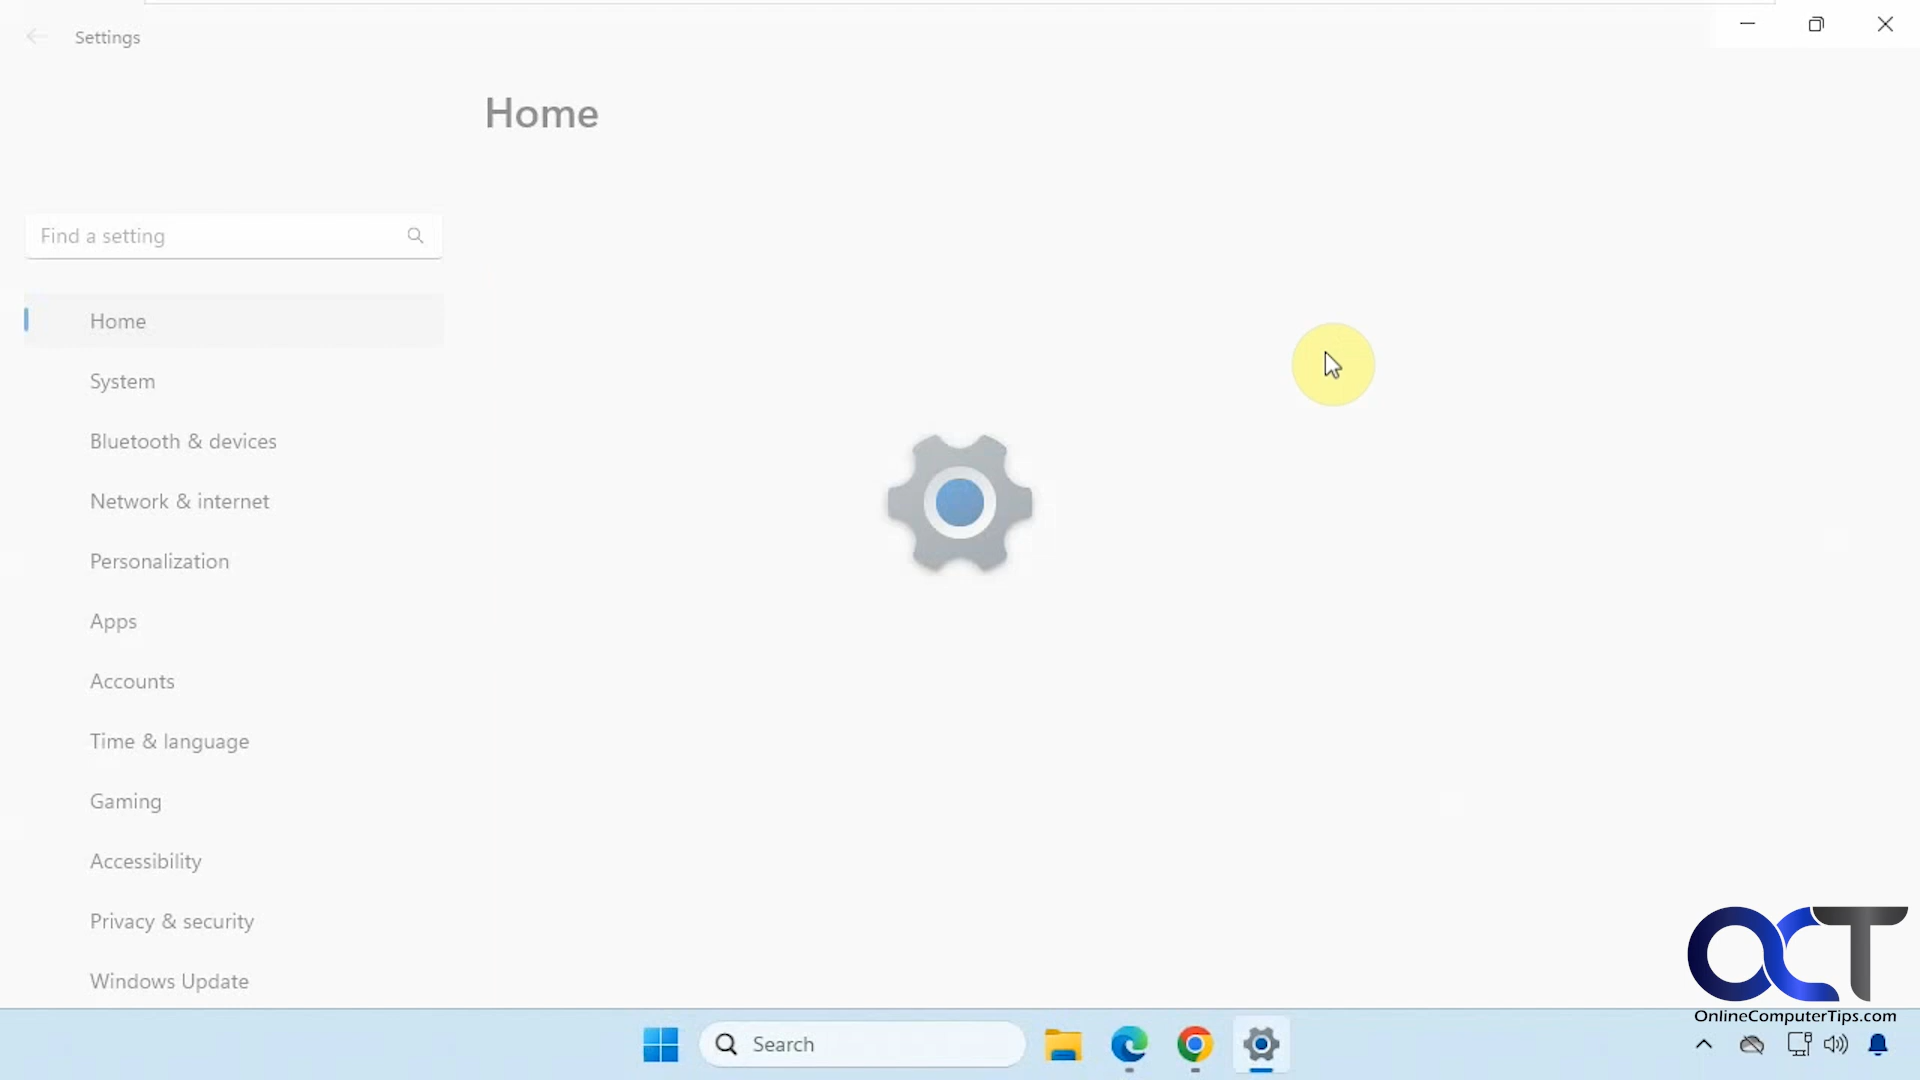 Settings
Home
Find a setting
Home
System
Bluetooth & devices
Network & internet
Personalization
Apps
Accounts
Time & language
Gaming
Accessibility
Privacy & security
Windows Update
OCT
OnlineComputerTips.com
Search